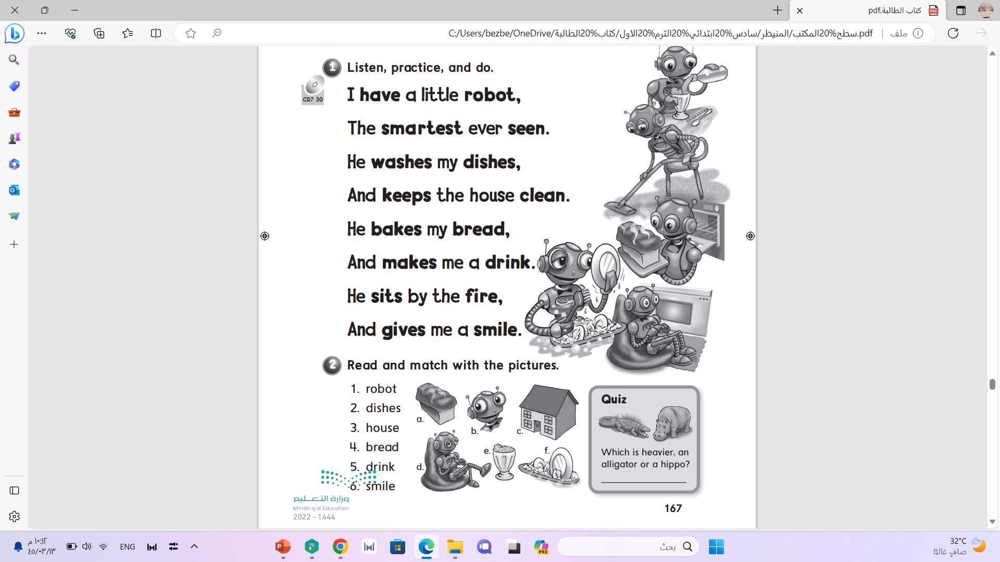 كتاب الطالبة.pdf
C:/Users/bezbe/OneDrive/سطح%20المكتب/المنيظر/سادس%20ابتدائي%20الترم%20الاول/كتاب%20الطالبة.pdf
ملف
1 Listen, practice, and do.
CD7 30
I have a little robot,
The smartest ever seen.
He washes my dishes,
And keeps the house clean.
He bakes my bread,
And makes me a drink.
He sits by the fire,
And gives me a smile.
2 Read and match with the pictures.
1. robot
2. dishes
3. house
4. bread
5. drink
6. smile
a.
b.
c.
d.
e.
f.
Quiz
Which is heavier, an
alligator or a hippo?
وزارة التعليم
Ministry of Education
2022 - 1444
167
١٠:١٢ م
٤٥/٠٣/١٣
ENG
PRE
بحث
32°C
صافٍ غالبًا